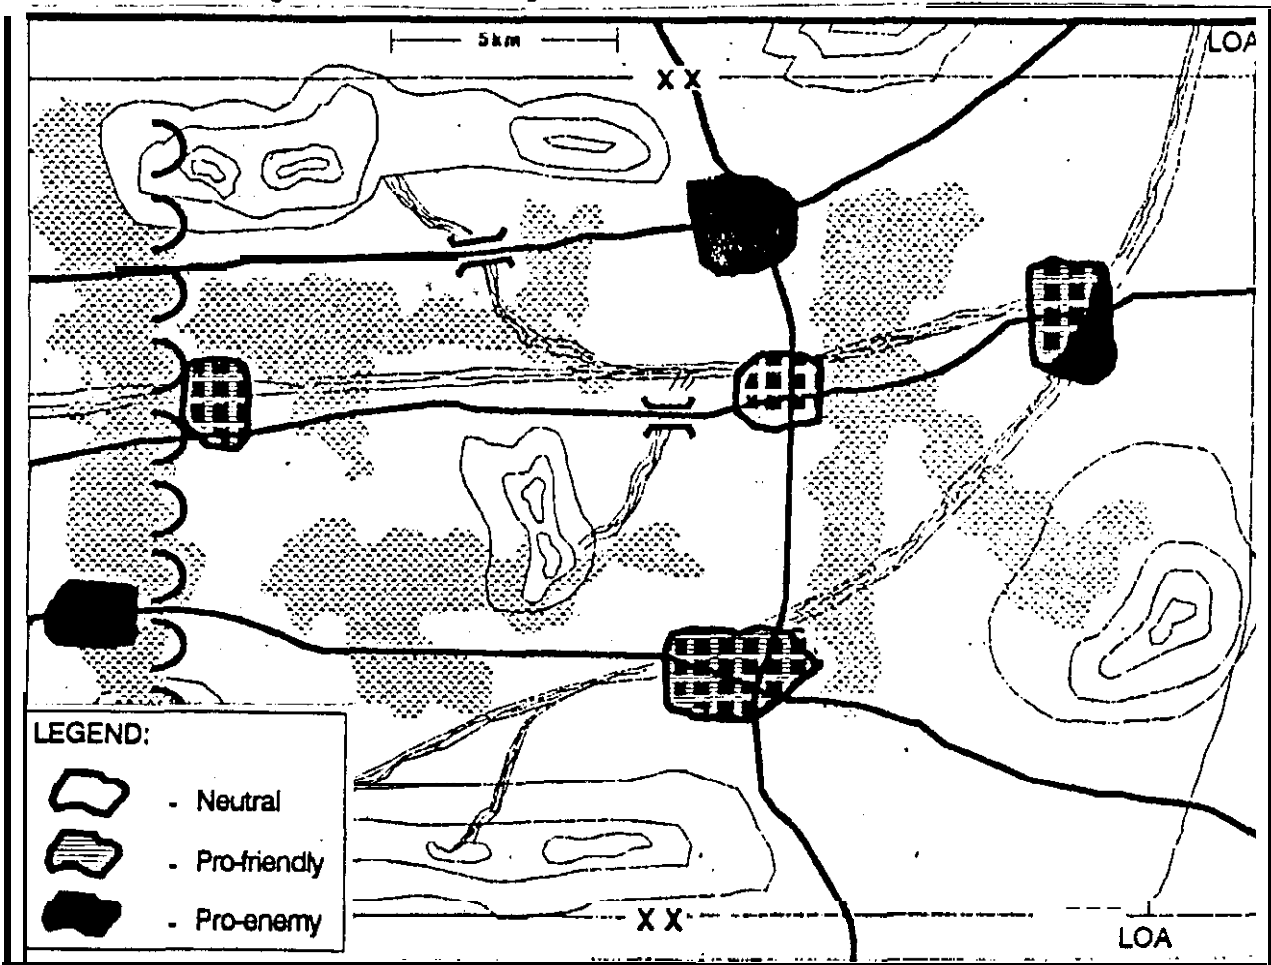 5km
LOA
X X
LEGEND:
- Neutral
- Pro-friendly
- Pro-enemy
X X
LOA